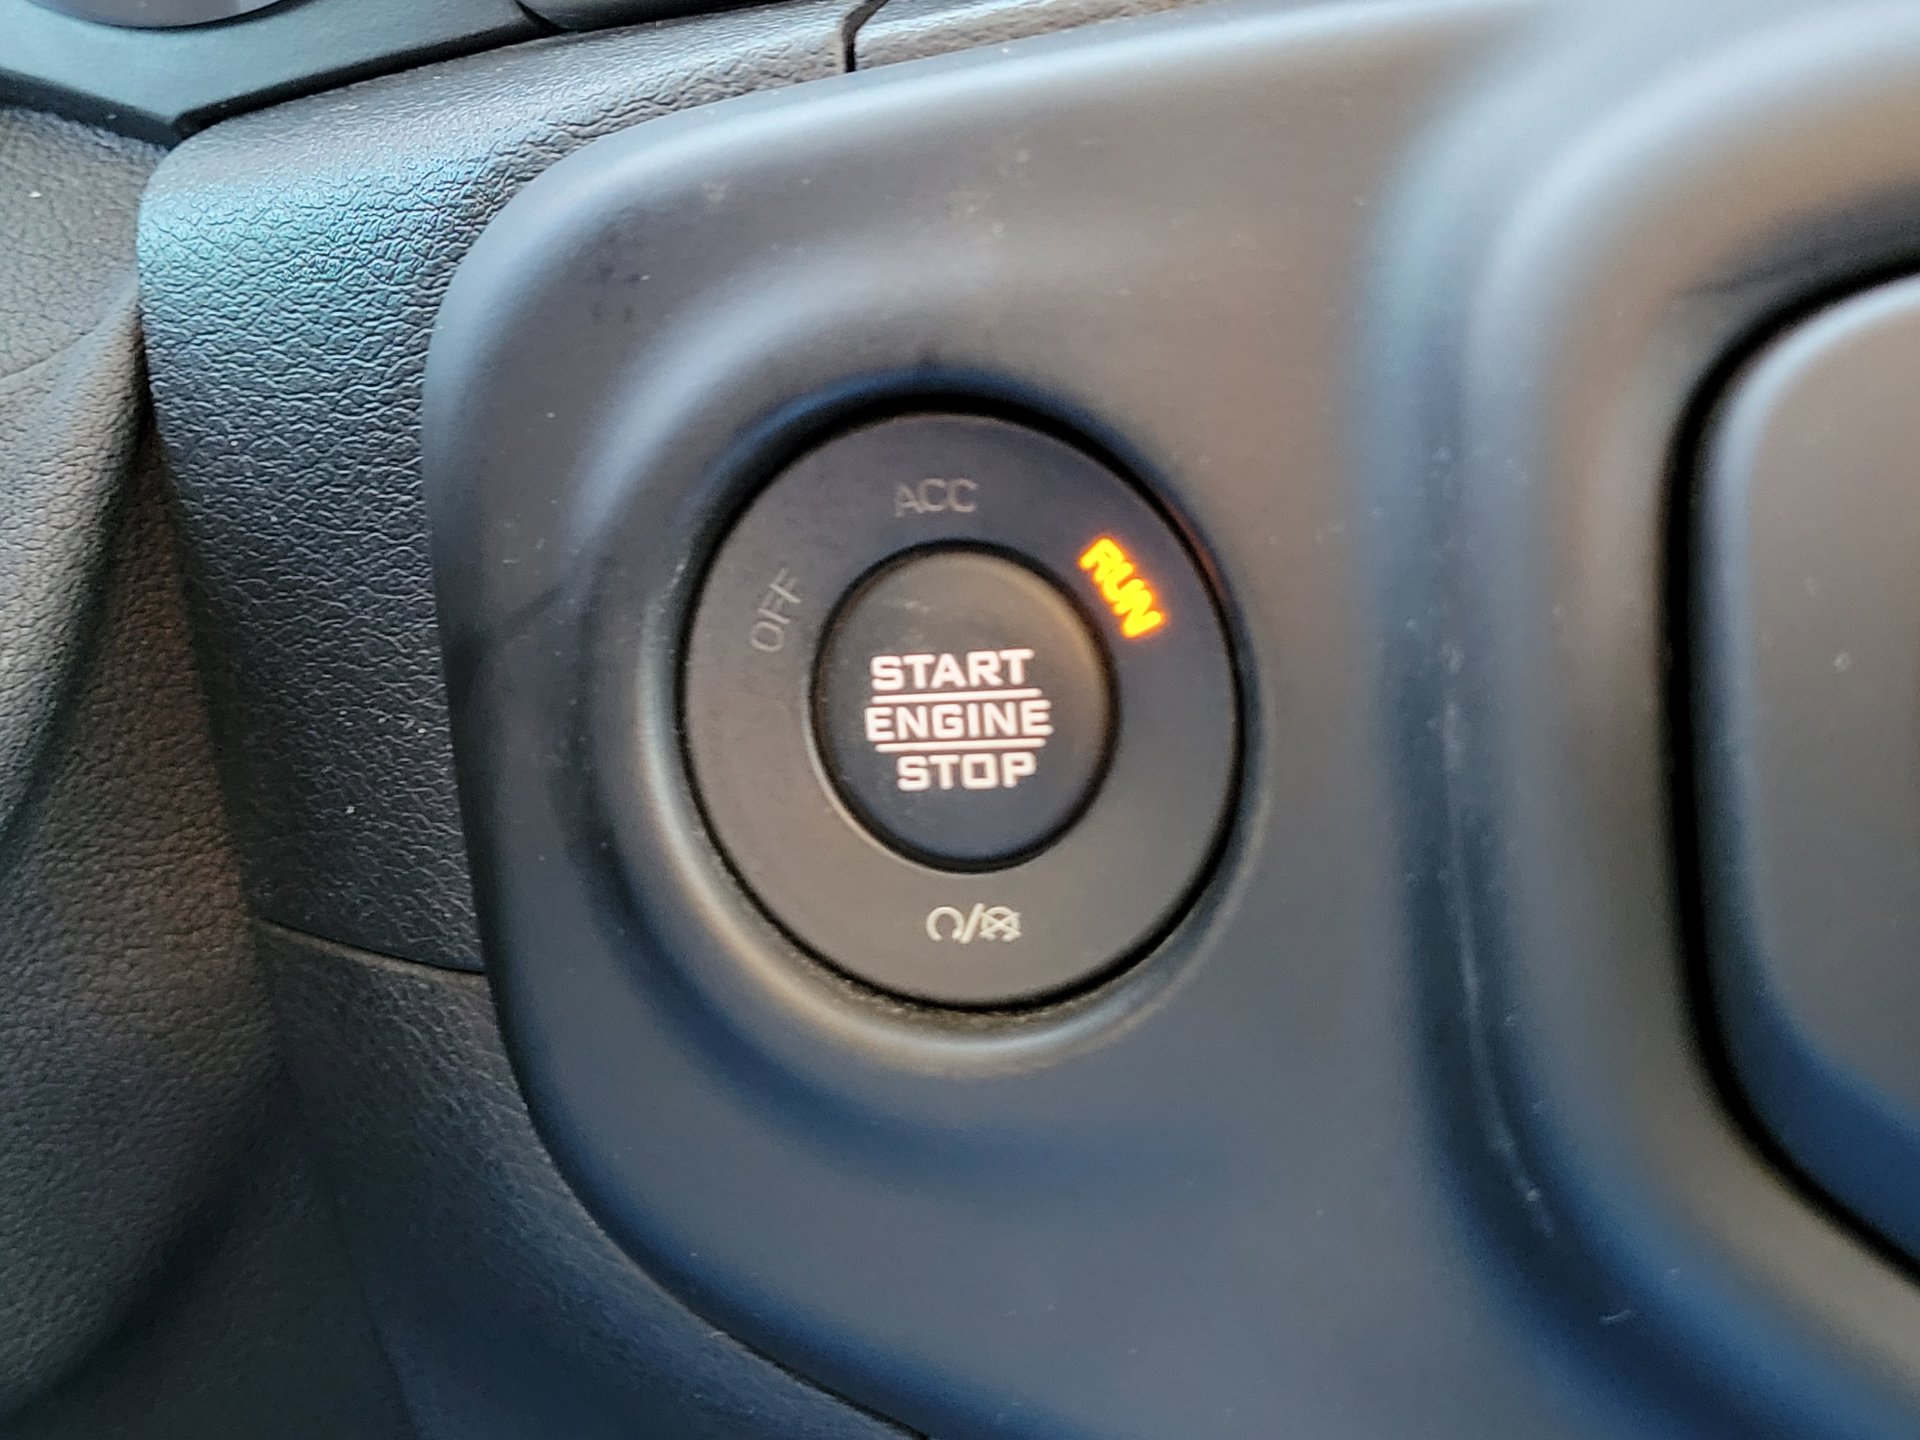 ACC
RUN
OFF
START
ENGINE
STOP